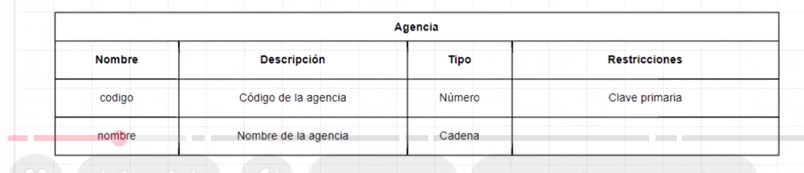 Agencia
Nombre Descripción Tipo Restricciones
codigo Código de la agencia Número Clave primaria
nombre Nombre de la agencia Cadena